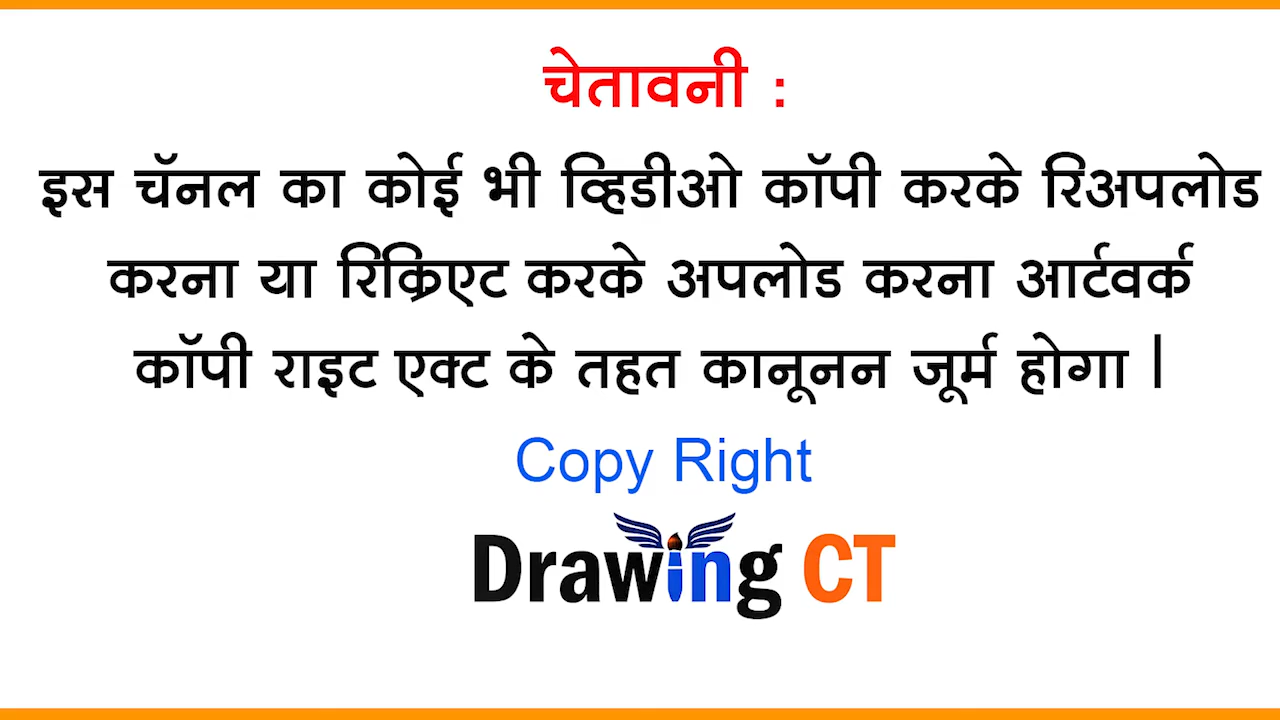 चेतावनी :
इस चॅनल का कोई भी व्हिडीओ कॉपी करके रिअपलोड
करना या रिक्रिएट करके अपलोड करना आर्टवर्क
कॉपी राइट एक्ट के तहत कानूनन जूर्म होगा |
Copy Right
Drawing CT